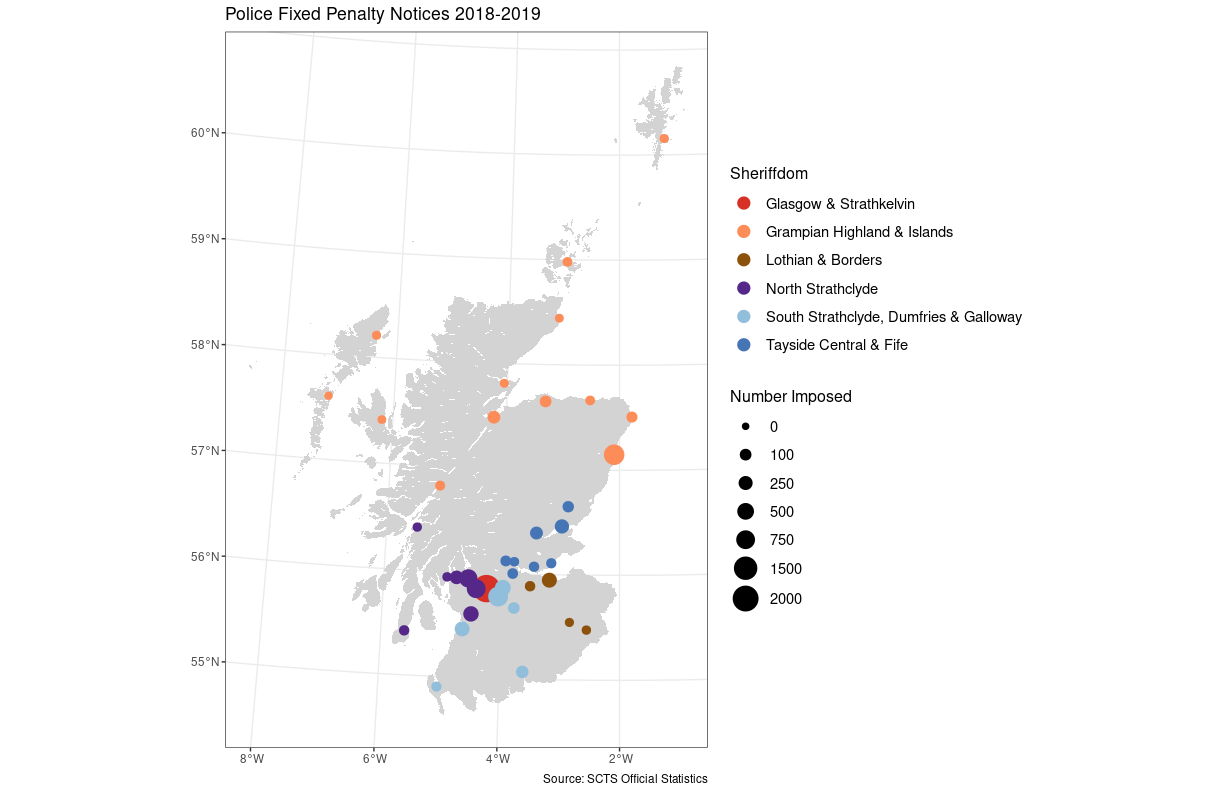 Police Fixed Penalty Notices 2018-2019
60°N
59°N
58°N
57°N
56°N
55°N
8°W
6°W
4°W
2°W
Source: SCTS Official Statistics
Sheriffdom
Glasgow & Strathkelvin
Grampian Highland & Islands
Lothian & Borders
North Strathclyde
South Strathclyde, Dumfries & Galloway
Tayside Central & Fife
Number Imposed
0
100
250
500
750
1500
2000